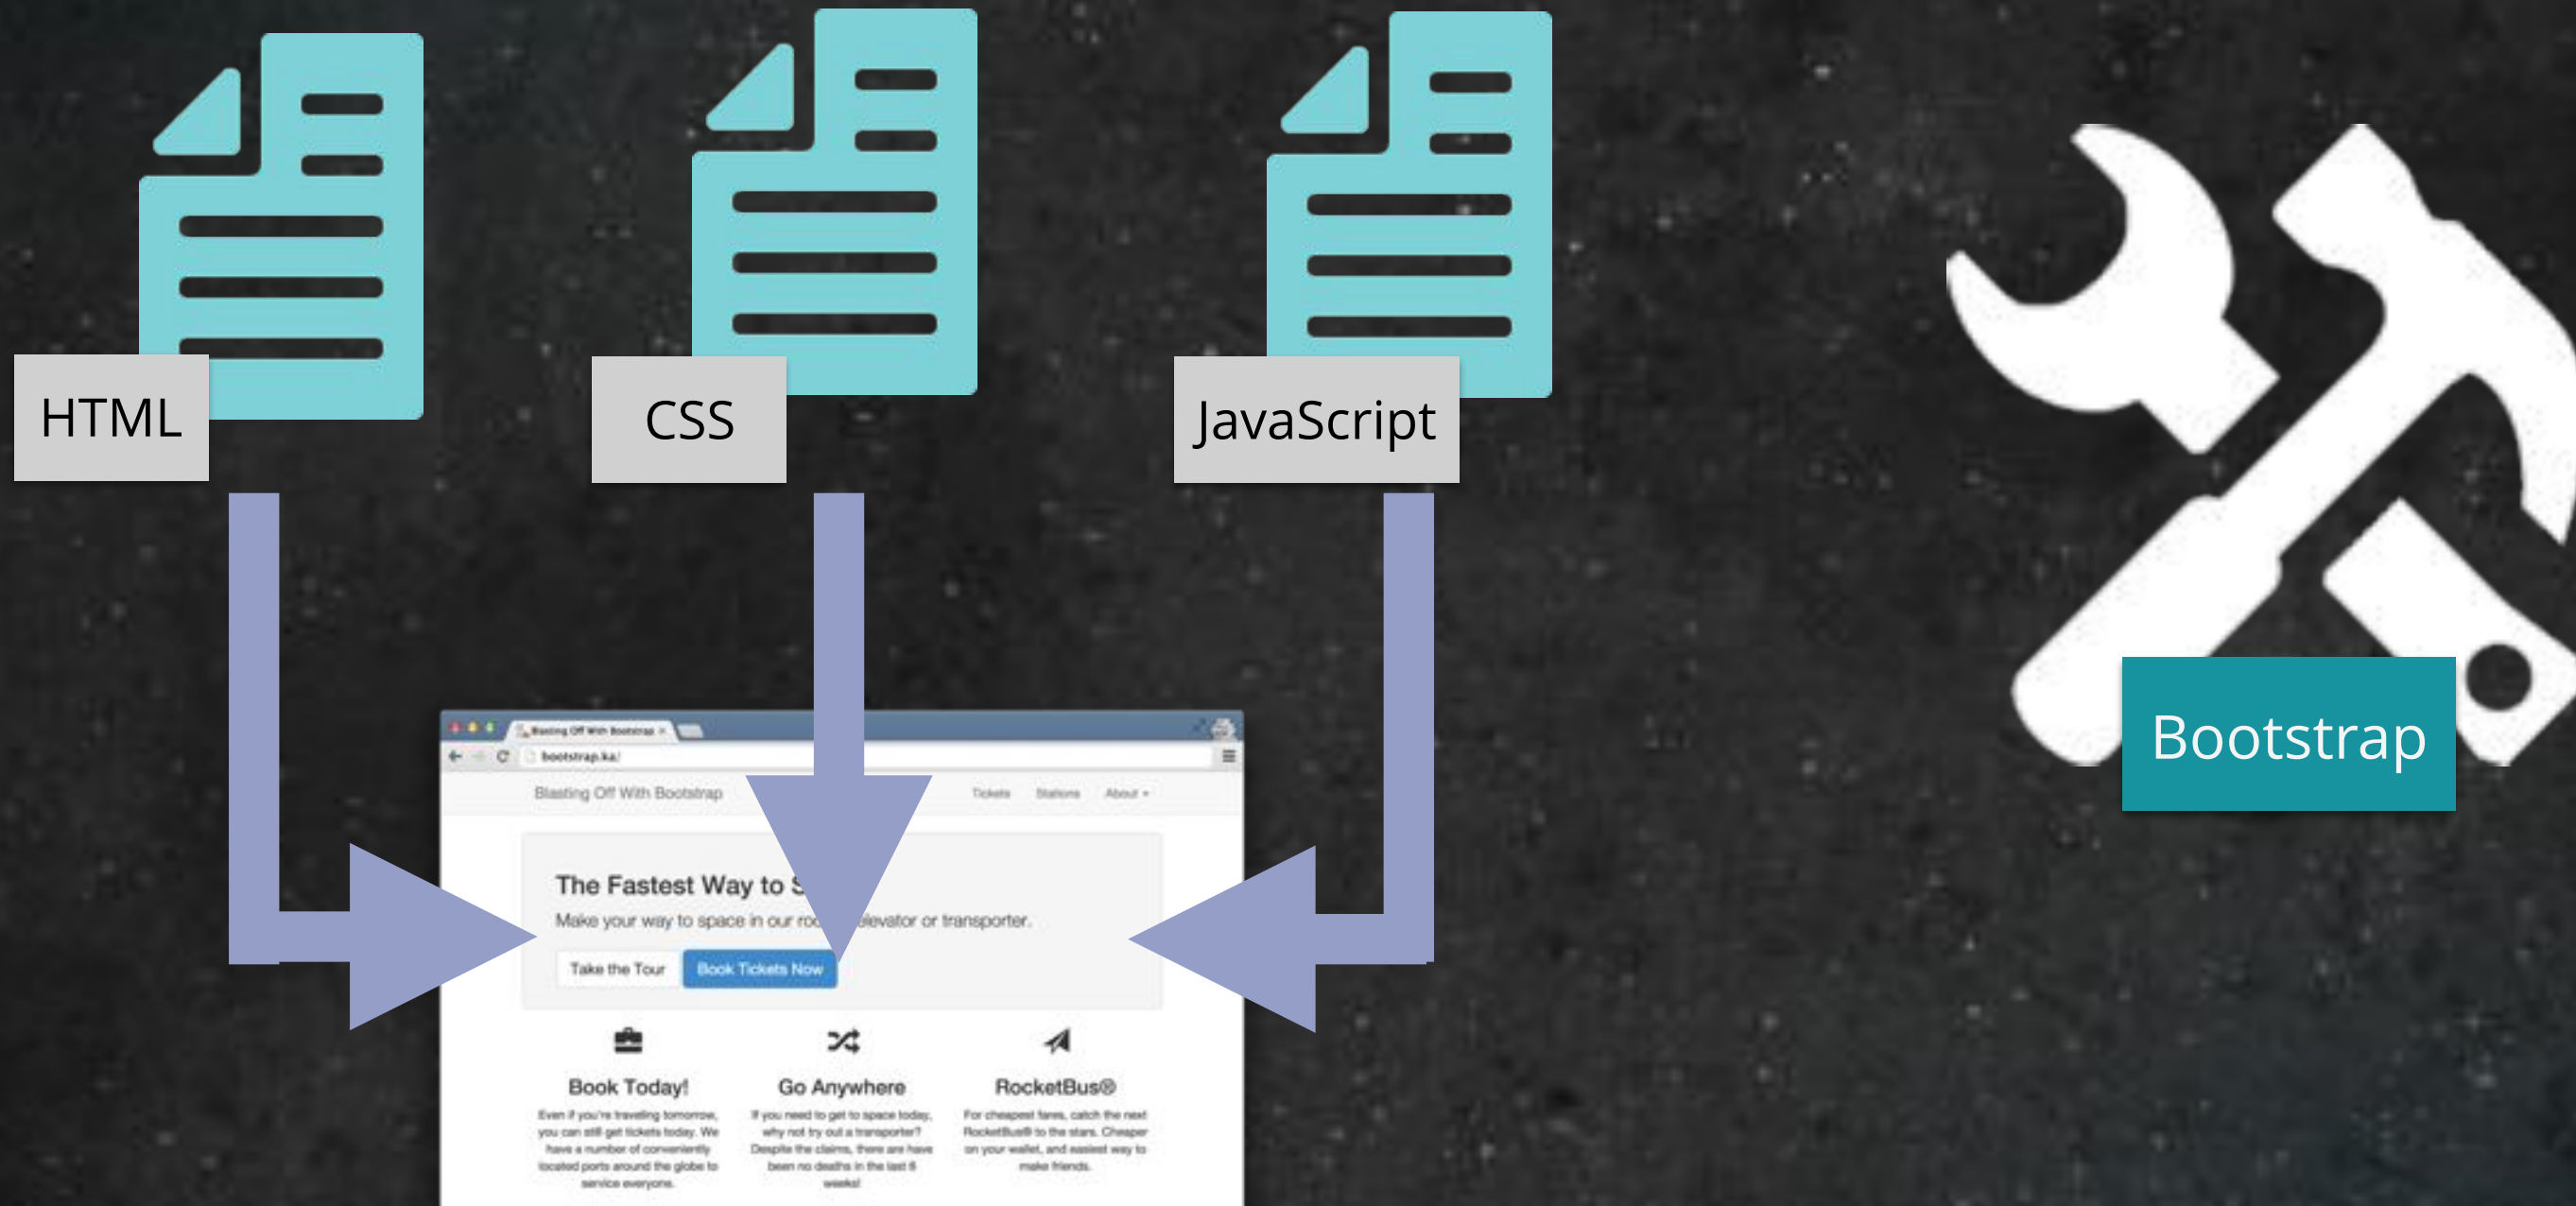 HTML
CSS
JavaScript
Bootstrap
Blasting Off With Bootstrap
bootstrap.ka/
Blasting Off With Bootstrap
Tickets Stations About
The Fastest Way to S
Make your way to space in our roc elevator or transporter.
Take the Tour Book Tickets Now
Book Today!
Even if you're traveling tomorrow,
you can still get tickets today. We
have a number of conveniently
located ports around the globe to
service everyone.
Go Anywhere
If you need to get to space today,
why not try out a transporter?
Despite the claims, there are have
been no deaths in the last 6
weeks!
RocketBus®
For cheapest fares, catch the next
RocketBus® to the stars. Cheaper
on your wallet, and easiest way to
make friends.